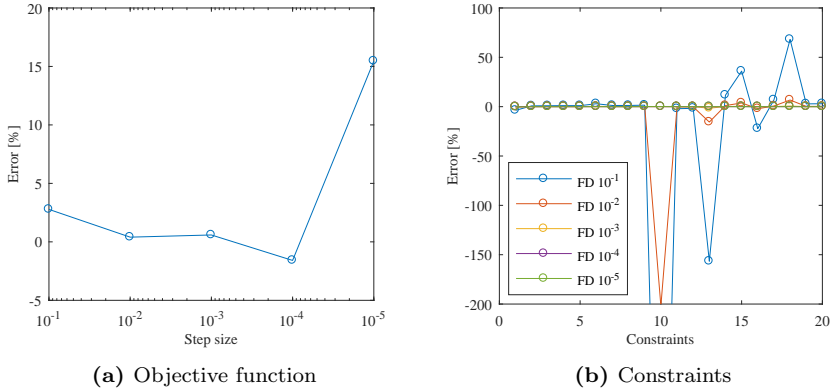 20
15
10
5
0
-5
Error [%]
10-1
10-2
10-3
10-4
10-5
Step size
(a) Objective function
100
50
0
-50
-100
-150
-200
Error [%]
FD 10-1
FD 10-2
FD 10-3
FD 10-4
FD 10-5
0
5
10
15
20
Constraints
(b) Constraints